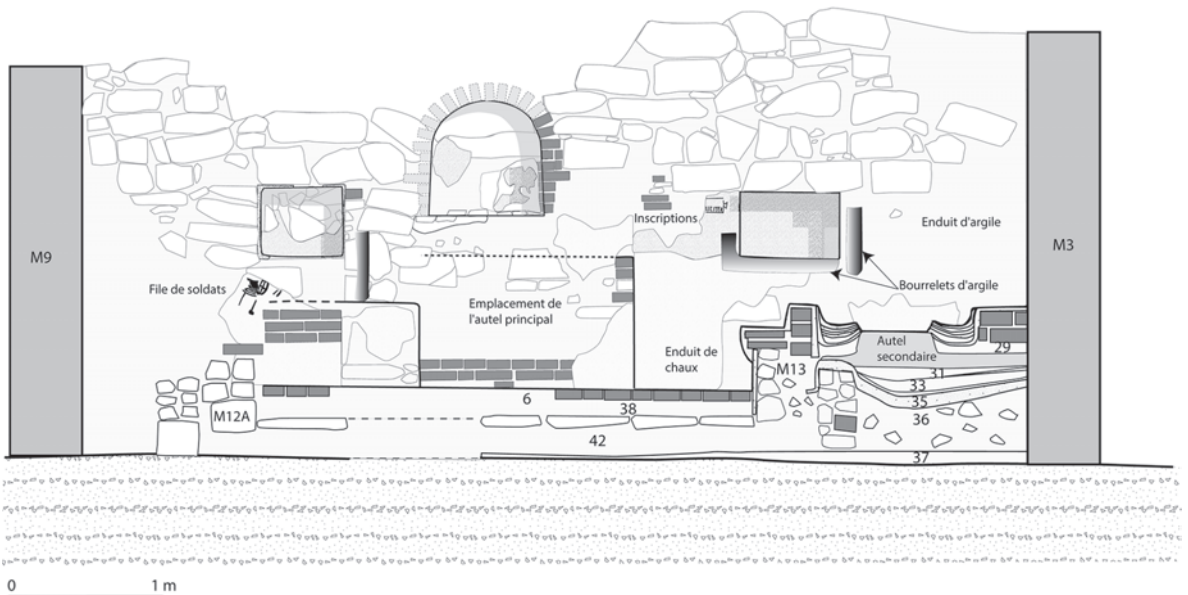 M9
M3
Inscriptions
Enduit d'argile
File de soldats
Bourrelets d'argile
Emplacement de
l'autel principal
Enduit de
chaux
Autel
secondaire
29
M13
31
33
35
36
6
38
M12A
42
37
0 1 m